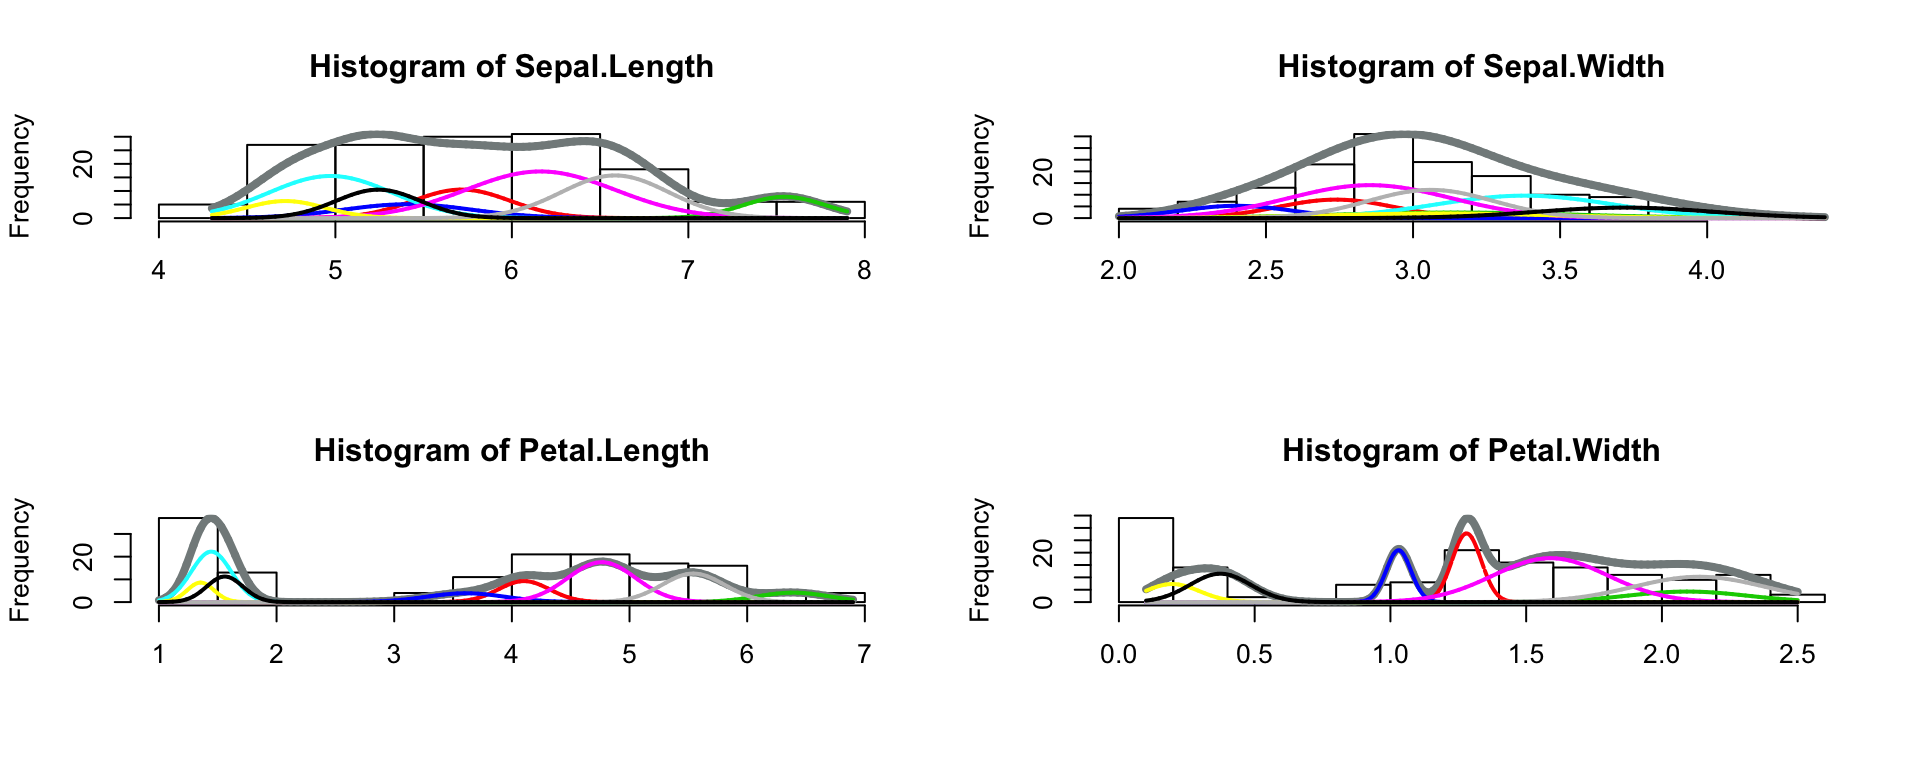 Histogram of Sepal.Length
Frequency
0 20
4 5 6 7 8
Histogram of Sepal.Width
Frequency
0 20
2.0 2.5 3.0 3.5 4.0
Histogram of Petal.Length
Frequency
0 20
1 2 3 4 5 6 7
Histogram of Petal.Width
Frequency
0 20
0.0 0.5 1.0 1.5 2.0 2.5